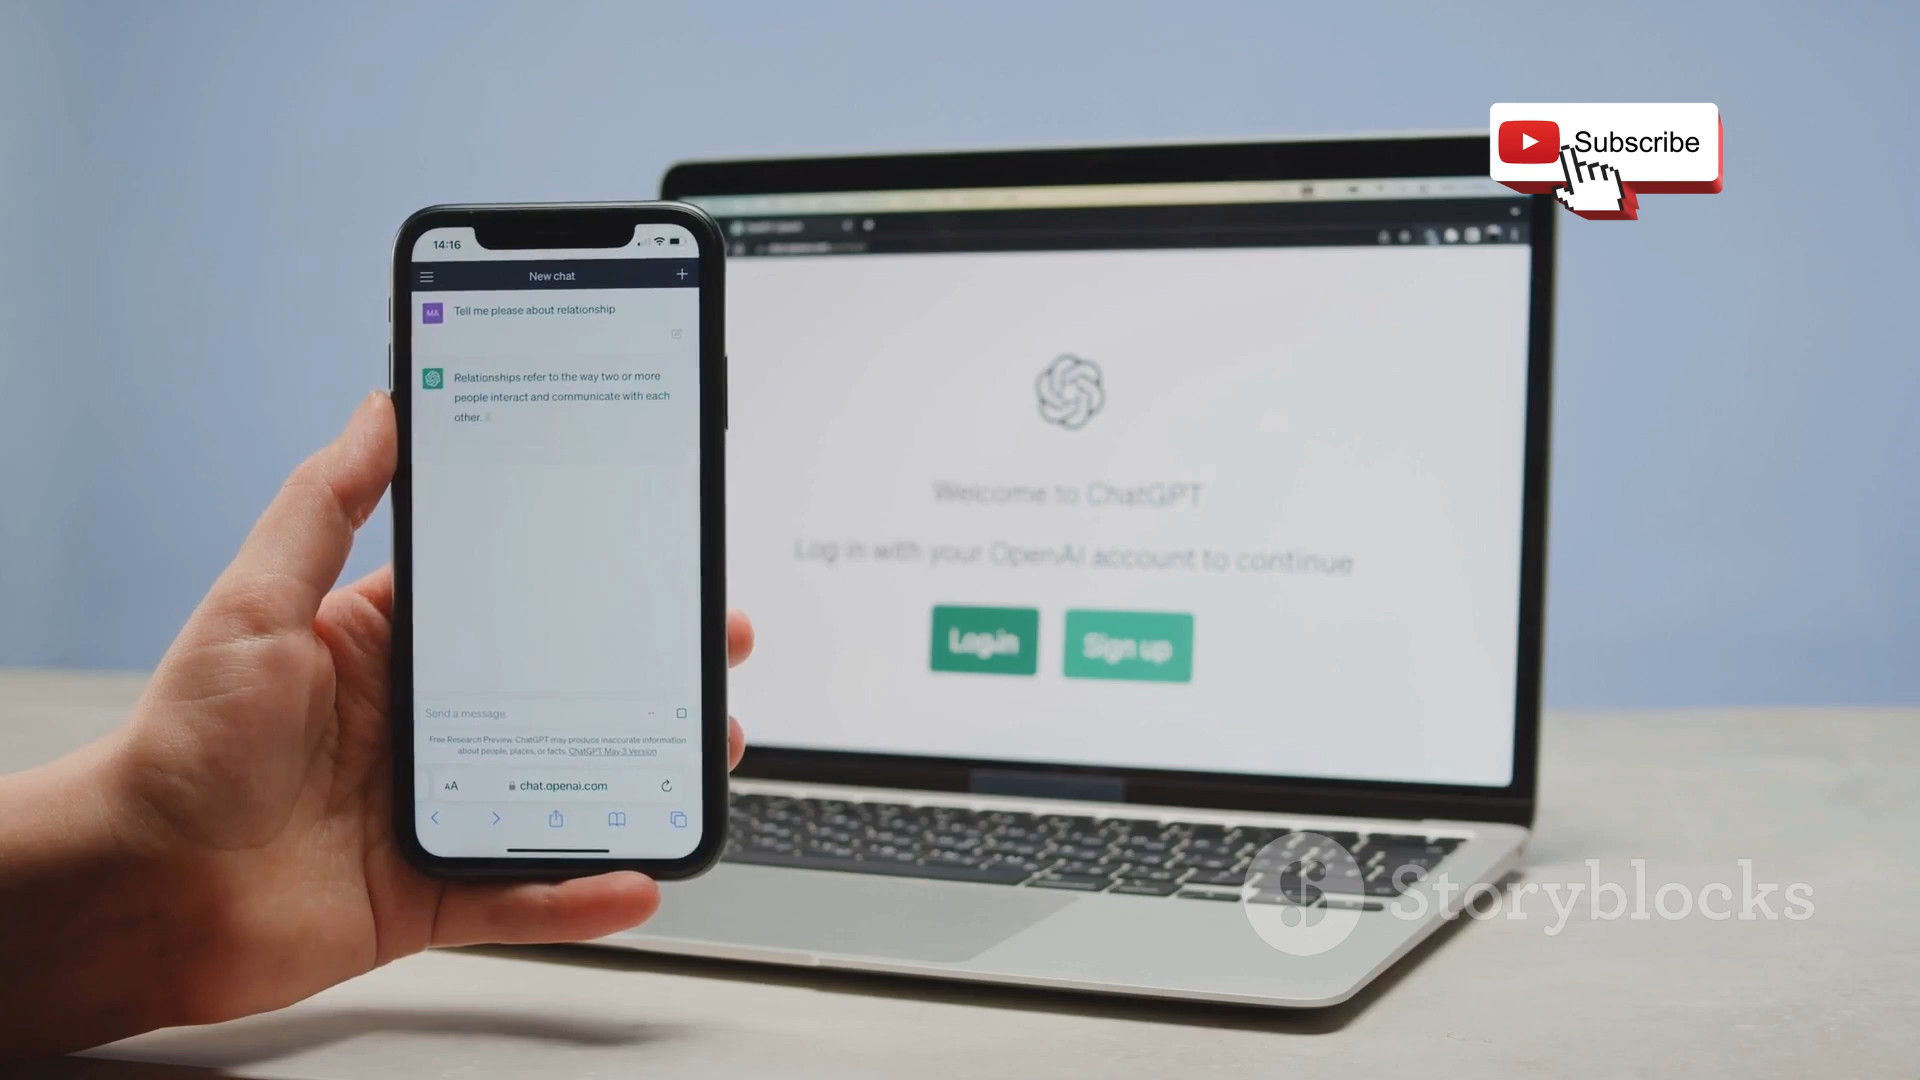 Subscribe
14:16
New chat
MA
Tell me please about relationship
Relationships refer to the way two or more
people interact and communicate with each
other.
Send a message.
Free Research Preview. ChatGPT may produce inaccurate information
about people, places, or facts. ChatGPT May 3 Version
AA
chat.openai.com
Welcome to ChatGPT
Log in with your OpenAI account to continue
Log in
Sign up
Storyblocks